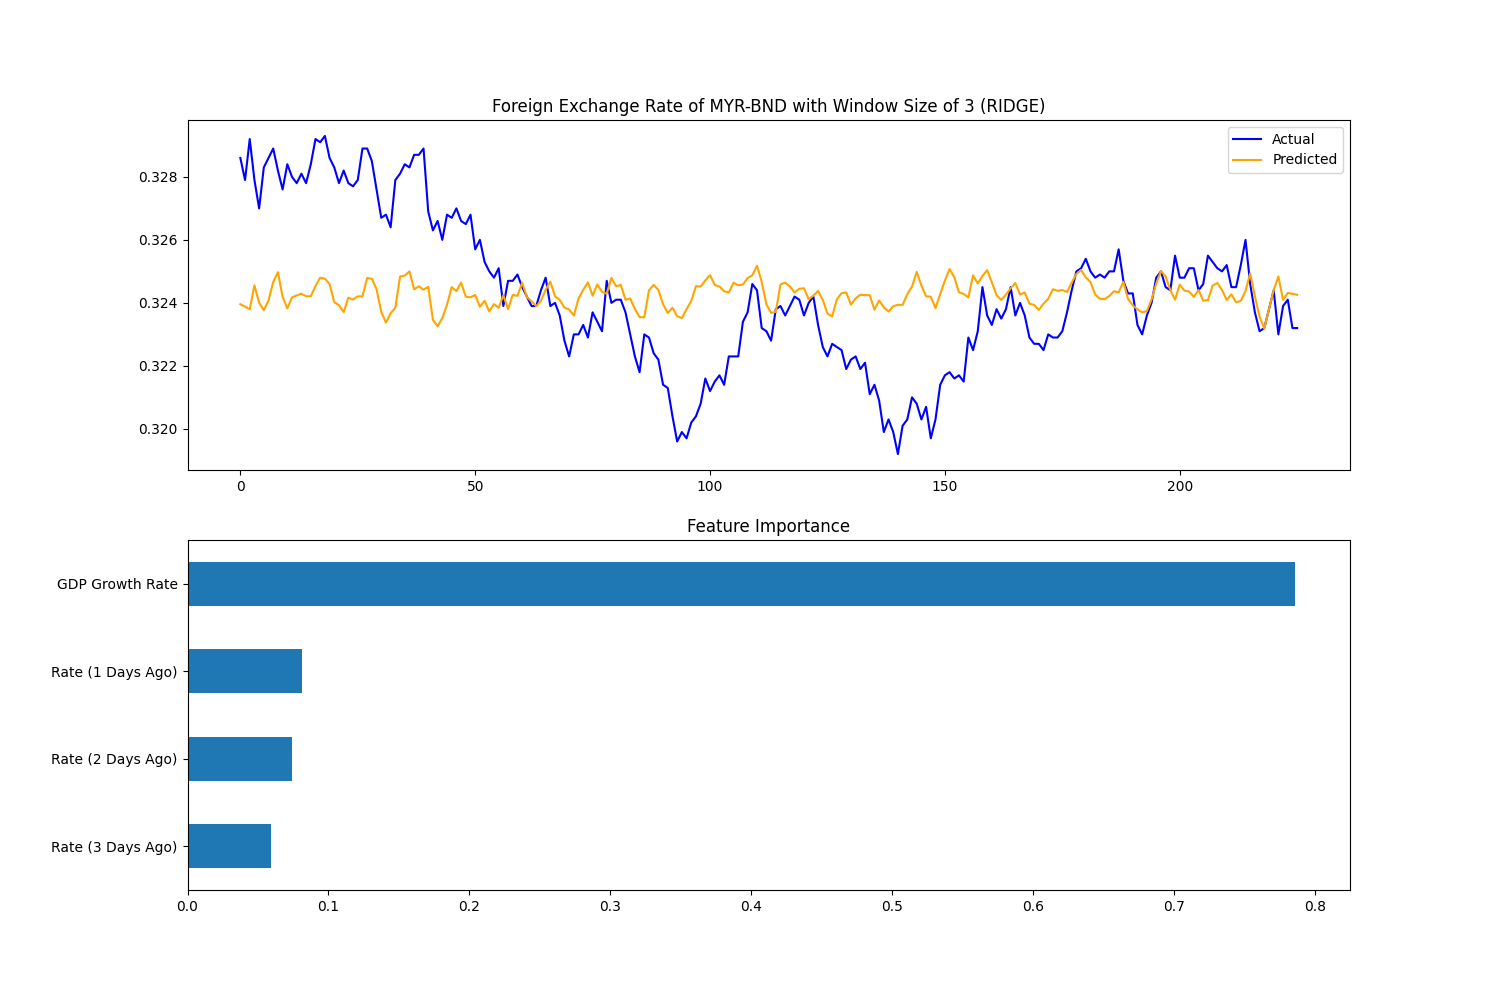 Foreign Exchange Rate of MYR-BND with Window Size of 3 (RIDGE)
Actual
Predicted
0.328
0.326
0.324
0.322
0.320
0 50 100 150 200
Feature Importance
GDP Growth Rate
Rate (1 Days Ago)
Rate (2 Days Ago)
Rate (3 Days Ago)
0.0 0.1 0.2 0.3 0.4 0.5 0.6 0.7 0.8